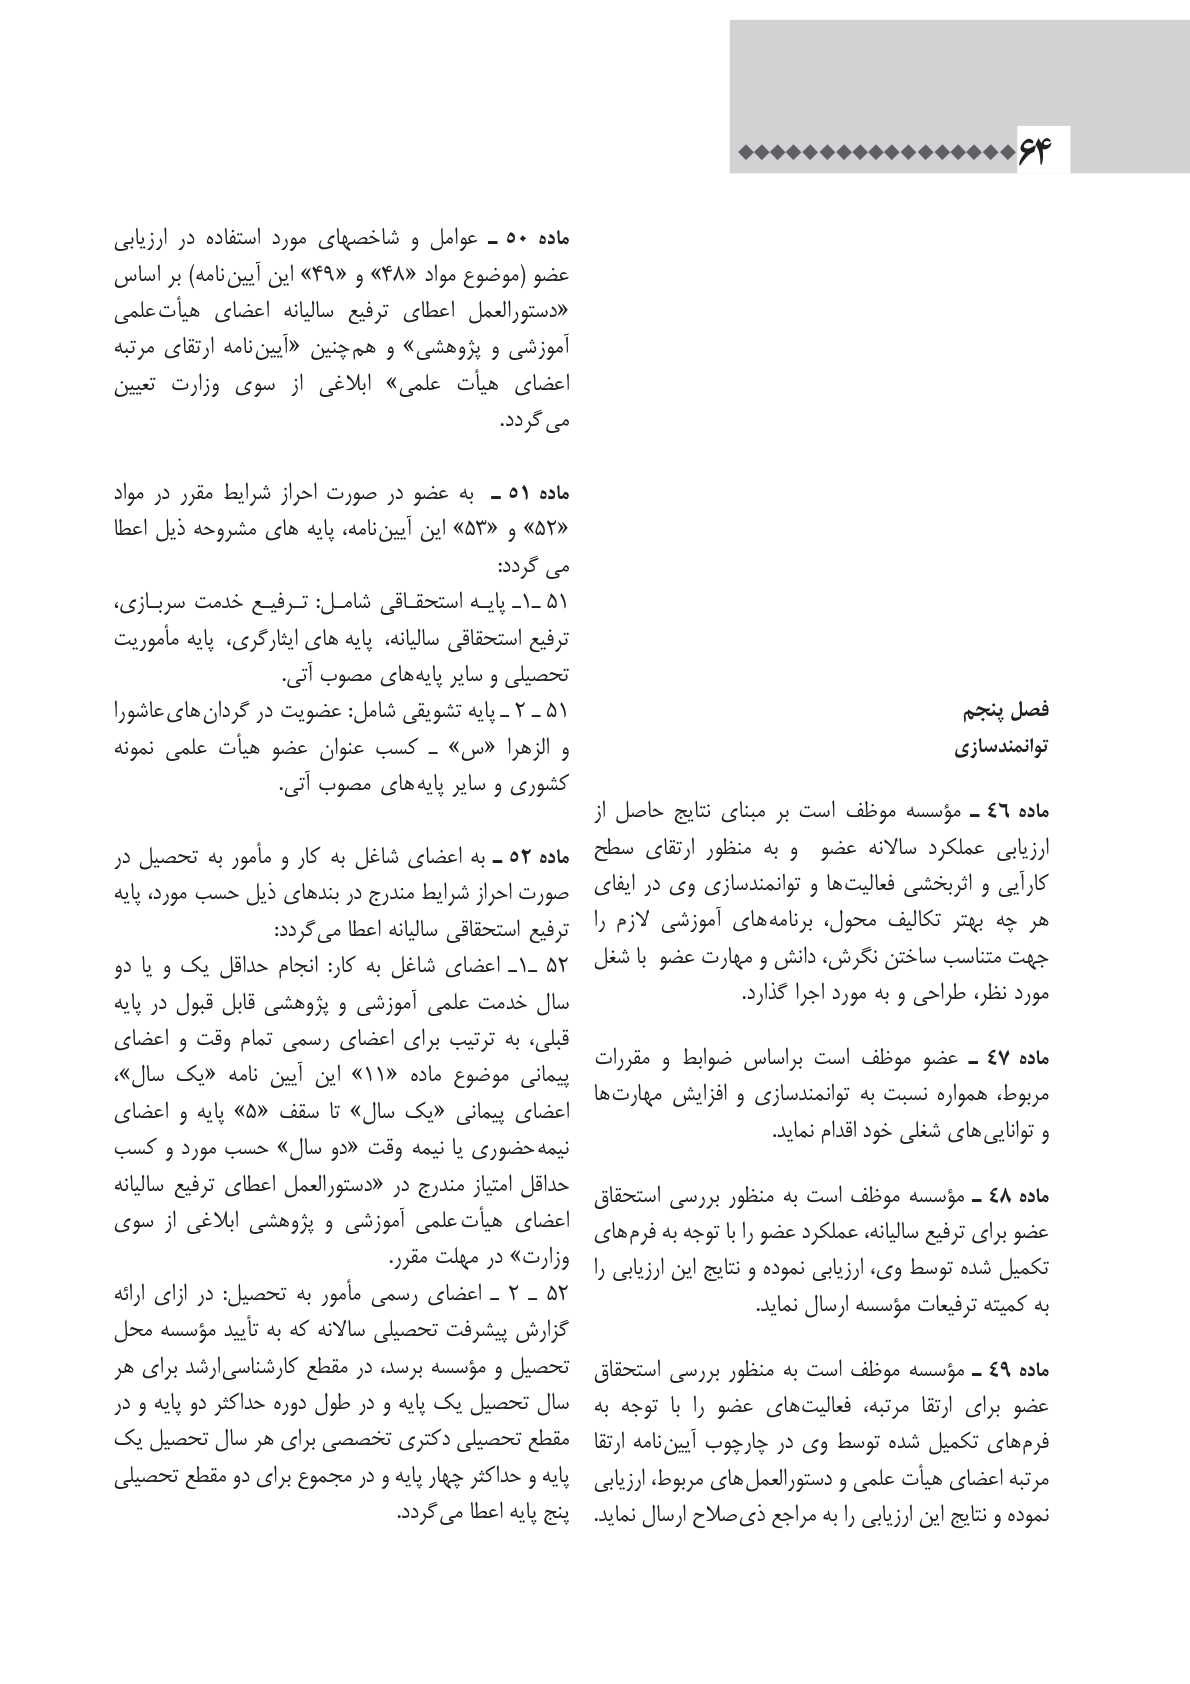 ۶۴
فصل پنجم
توانمندسازی
ماده ٤٦ ـ مؤسسه موظف است بر مبنای نتایج حاصل از
ارزیابی عملکرد سالانه عضو و به منظور ارتقای سطح
کارآیی و اثربخشی فعالیت‌ها و توانمندسازی وی در ایفای
هر چه بهتر تکالیف محول، برنامه‌های آموزشی لازم را
جهت متناسب ساختن نگرش، دانش و مهارت عضو با شغل
مورد نظر، طراحی و به مورد اجرا گذارد.
ماده ٤٧ ـ عضو موظف است براساس ضوابط و مقررات
مربوط، همواره نسبت به توانمندسازی و افزایش مهارت‌ها
و توانایی‌های شغلی خود اقدام نماید.
ماده ٤٨ ـ مؤسسه موظف است به منظور بررسی استحقاق
عضو برای ترفیع سالیانه، عملکرد عضو را با توجه به فرم‌های
تکمیل شده توسط وی، ارزیابی نموده و نتایج این ارزیابی را
به کمیته ترفیعات مؤسسه ارسال نماید.
ماده ٤٩ ـ مؤسسه موظف است به منظور بررسی استحقاق
عضو برای ارتقا مرتبه، فعالیت‌های عضو را با توجه به
فرم‌های تکمیل شده توسط وی در چارچوب آیین‌نامه ارتقا
مرتبه اعضای هیأت علمی و دستورالعمل‌های مربوط، ارزیابی
نموده و نتایج این ارزیابی را به مراجع ذی‌صلاح ارسال نماید.
ماده ٥٠ ـ عوامل و شاخصهای مورد استفاده در ارزیابی
عضو (موضوع مواد «۴۸» و «۴۹» این آیین‌نامه) بر اساس
«دستورالعمل اعطای ترفیع سالیانه اعضای هیأت‌علمی
آموزشی و پژوهشی» و هم‌چنین «آیین‌نامه ارتقای مرتبه
اعضای هیأت علمی» ابلاغی از سوی وزارت تعیین
می‌گردد.
ماده ٥١ ـ به عضو در صورت احراز شرایط مقرر در مواد
«۵۲» و «۵۳» این آیین‌نامه، پایه های مشروحه ذیل اعطا
می گردد:
۵۱ ـ۱ـ پایـه استحقـاقی شامـل: تـرفیـع خدمت سربـازی،
ترفیع استحقاقی سالیانه، پایه های ایثارگری، پایه مأموریت
تحصیلی و سایر پایه‌های مصوب آتی.
۵۱ ـ ۲ ـ پایه تشویقی شامل: عضویت در گردان‌های‌عاشورا
و الزهرا «س» ـ کسب عنوان عضو هیأت علمی نمونه
کشوری و سایر پایه‌های مصوب آتی.
ماده ٥٢ ـ به اعضای شاغل به کار و مأمور به تحصیل در
صورت احراز شرایط مندرج در بندهای ذیل حسب مورد، پایه
ترفیع استحقاقی سالیانه اعطا می‌گردد:
۵۲ ـ۱ـ اعضای شاغل به کار: انجام حداقل یک و یا دو
سال خدمت علمی آموزشی و پژوهشی قابل قبول در پایه
قبلی، به ترتیب برای اعضای رسمی تمام وقت و اعضای
پیمانی موضوع ماده «۱۱» این آیین نامه «یک سال»،
اعضای پیمانی «یک سال» تا سقف «۵» پایه و اعضای
نیمه‌حضوری یا نیمه وقت «دو سال» حسب مورد و کسب
حداقل امتیاز مندرج در «دستورالعمل اعطای ترفیع سالیانه
اعضای هیأت‌علمی آموزشی و پژوهشی ابلاغی از سوی
وزارت» در مهلت مقرر.
۵۲ ـ ۲ ـ اعضای رسمی مأمور به تحصیل: در ازای ارائه
گزارش پیشرفت تحصیلی سالانه که به تأیید مؤسسه محل
تحصیل و مؤسسه برسد، در مقطع کارشناسی‌ارشد برای هر
سال تحصیل یک پایه و در طول دوره حداکثر دو پایه و در
مقطع تحصیلی دکتری تخصصی برای هر سال تحصیل یک
پایه و حداکثر چهار پایه و در مجموع برای دو مقطع تحصیلی
پنج پایه اعطا می‌گردد.